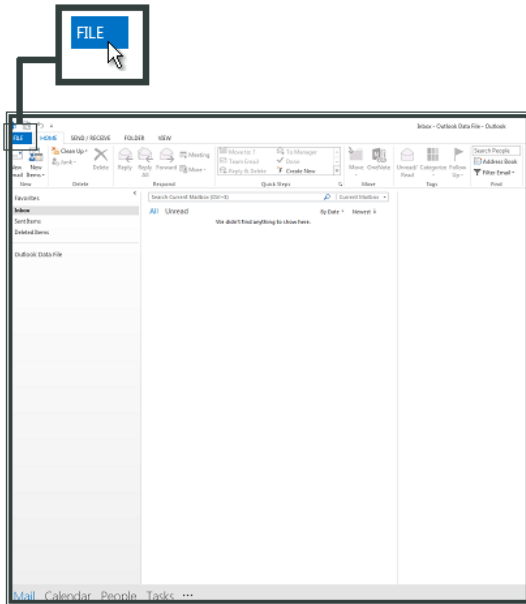 FILE
Inbox - Outlook Data File - Outlook
FILE HOME SEND / RECEIVE FOLDER VIEW
New Email
New Items
Clean Up
Junk
Delete
Reply
Reply All
Forward
Meeting
More
Move to: ?
Team Email
Reply & Delete
To Manager
Done
Create New
Move
OneNote
Unread/ Read
Categorize
Follow Up
Search People
Address Book
Filter Email
New Delete Respond Quick Steps Move Tags Find
Favorites
Search Current Mailbox (Ctrl+E) Current Mailbox
Inbox
All Unread By Date Newest
Sent Items
We didn't find anything to show here.
Deleted Items
Outlook Data File
Mail Calendar People Tasks •••